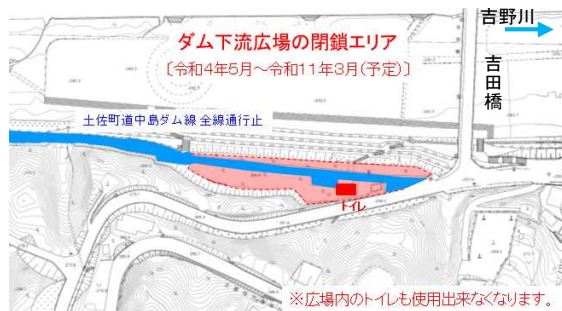 吉野川
ダム下流広場の閉鎖エリア
〔令和4年5月~令和11年3月(予定)〕
吉田橋
土佐町道中島ダム線 全線通行止
トイレ
※広場内のトイレも使用出来なくなります。